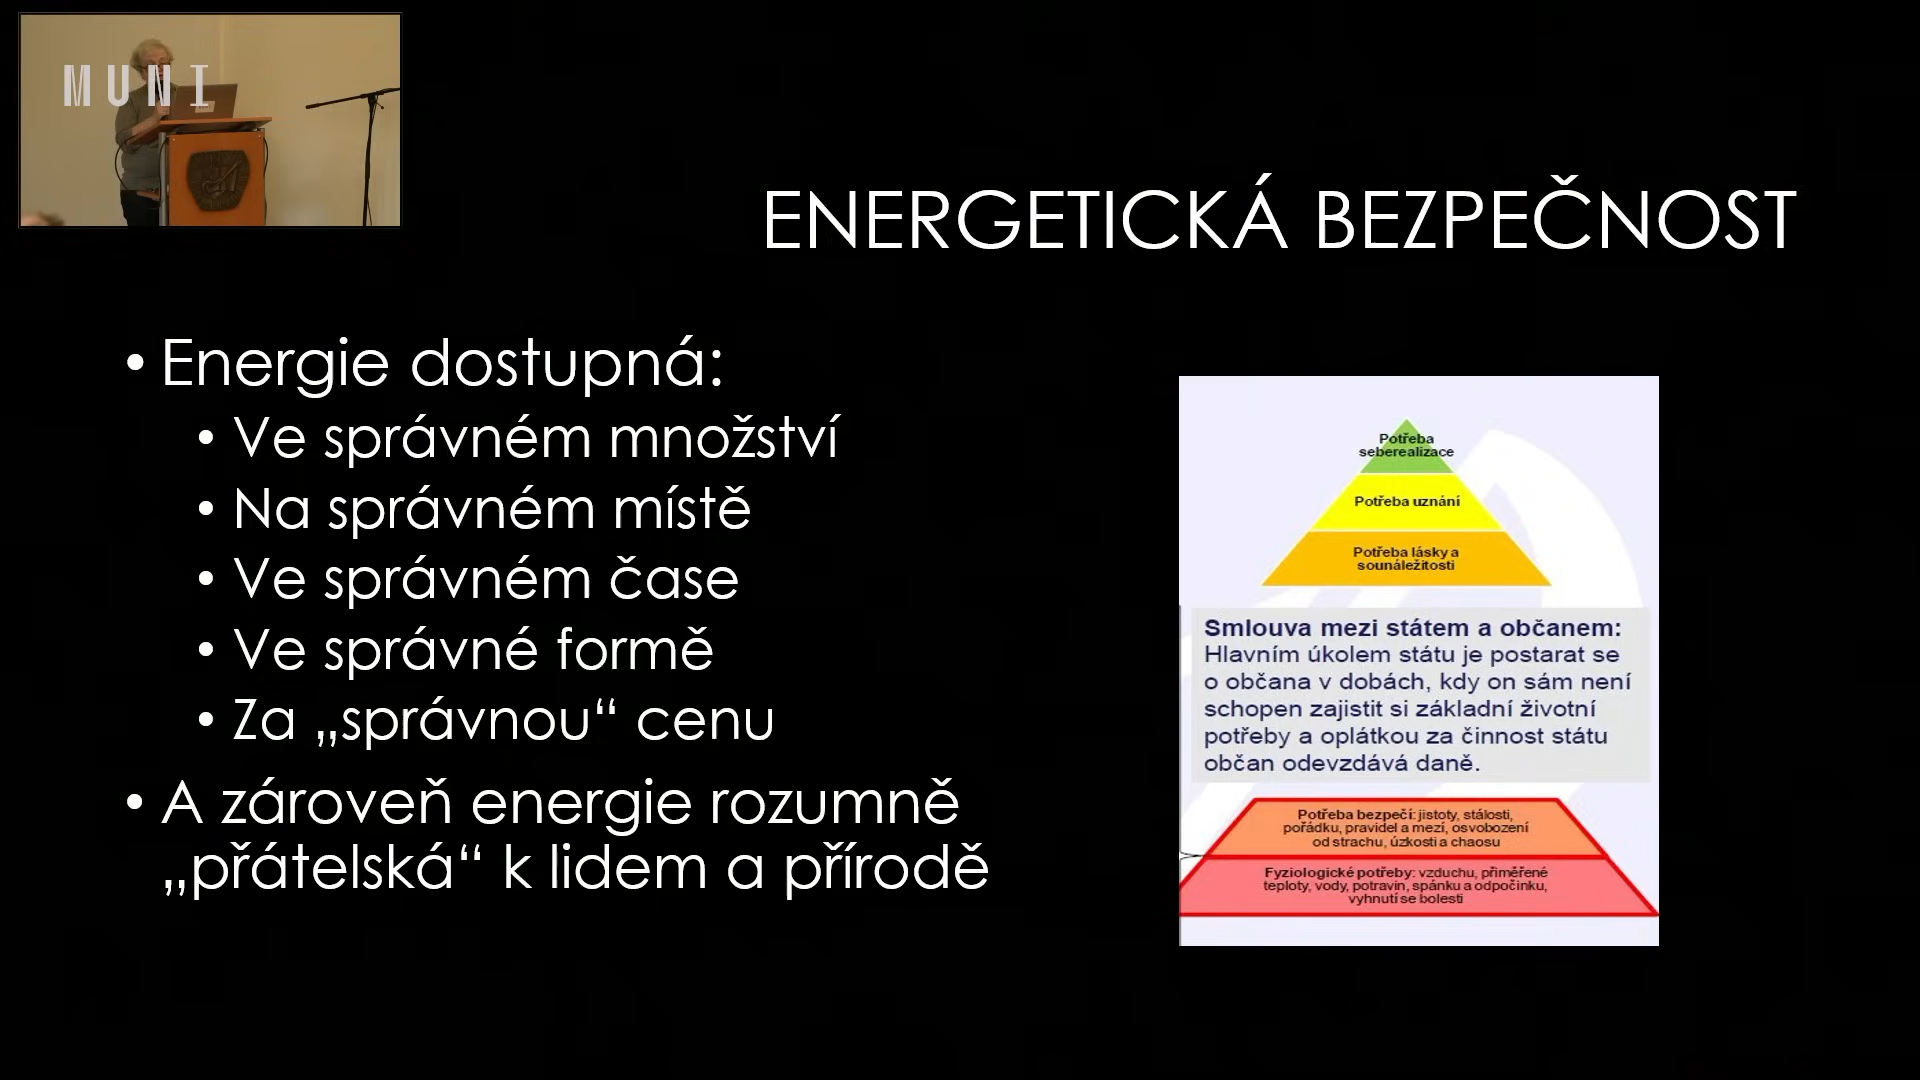 MUNI
ENERGETICKÁ BEZPEČNOST
• Energie dostupná:
• Ve správném množství
• Na správném místě
• Ve správném čase
• Ve správné formě
• Za „správnou“ cenu
• A zároveň energie rozumně
„přátelská“ k lidem a přírodě
Potřeba
seberealizace
Potřeba uznání
Potřeba lásky a
sounáležitosti
Smlouva mezi státem a občanem:
Hlavním úkolem státu je postarat se
o občana v dobách, kdy on sám není
schopen zajistit si základní životní
potřeby a oplátkou za činnost státu
občan odevzdává daně.
Potřeba bezpečí: jistoty, stálosti,
pořádku, pravidel a mezí, osvobození
od strachu, úzkosti a chaosu
Fyziologické potřeby: vzduchu, přiměřené
teploty, vody, potravin, spánku a odpočinku,
vyhnutí se bolesti